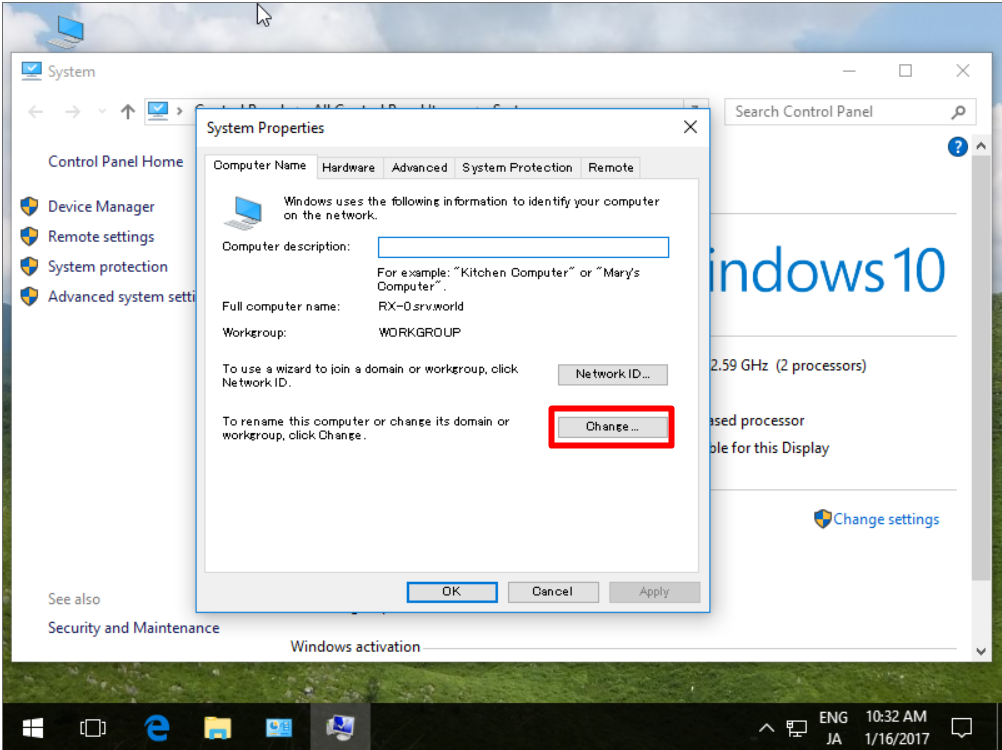 System
Search Control Panel
System Properties
Control Panel Home
Computer Name
Hardware
Advanced
System Protection
Remote
Windows uses the following information to identify your computer
on the network.
Device Manager
Remote settings
System protection
Advanced system setti
Computer description:
For example: "Kitchen Computer" or "Mary's
Computer".
Full computer name:
RX-0.srv.world
Workgroup:
WORKGROUP
To use a wizard to join a domain or workgroup, click
Network ID.
Network ID...
To rename this computer or change its domain or
workgroup, click Change.
Change...
indows 10
2.59 GHz (2 processors)
ased processor
ble for this Display
Change settings
OK
Cancel
Apply
See also
Security and Maintenance
Windows activation
ENG
JA
10:32 AM
1/16/2017